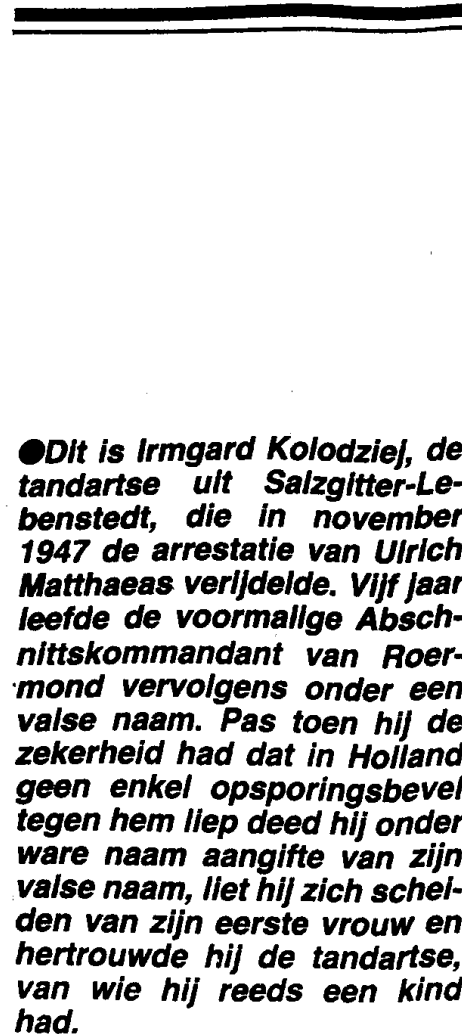 ●Dit is Irmgard Kolodziej, de
tandartse uit Salzgitter-Le-
benstedt, die in november
1947 de arrestatie van Ulrich
Matthaeas verijdelde. Vijf jaar
leefde de voormalige Absch-
nittskommandant van Roer-
mond vervolgens onder een
valse naam. Pas toen hij de
zekerheid had dat in Holland
geen enkel opsporingsbevel
tegen hem liep deed hij onder
ware naam aangifte van zijn
valse naam, liet hij zich schei-
den van zijn eerste vrouw en
hertrouwde hij de tandartse,
van wie hij reeds een kind
had.